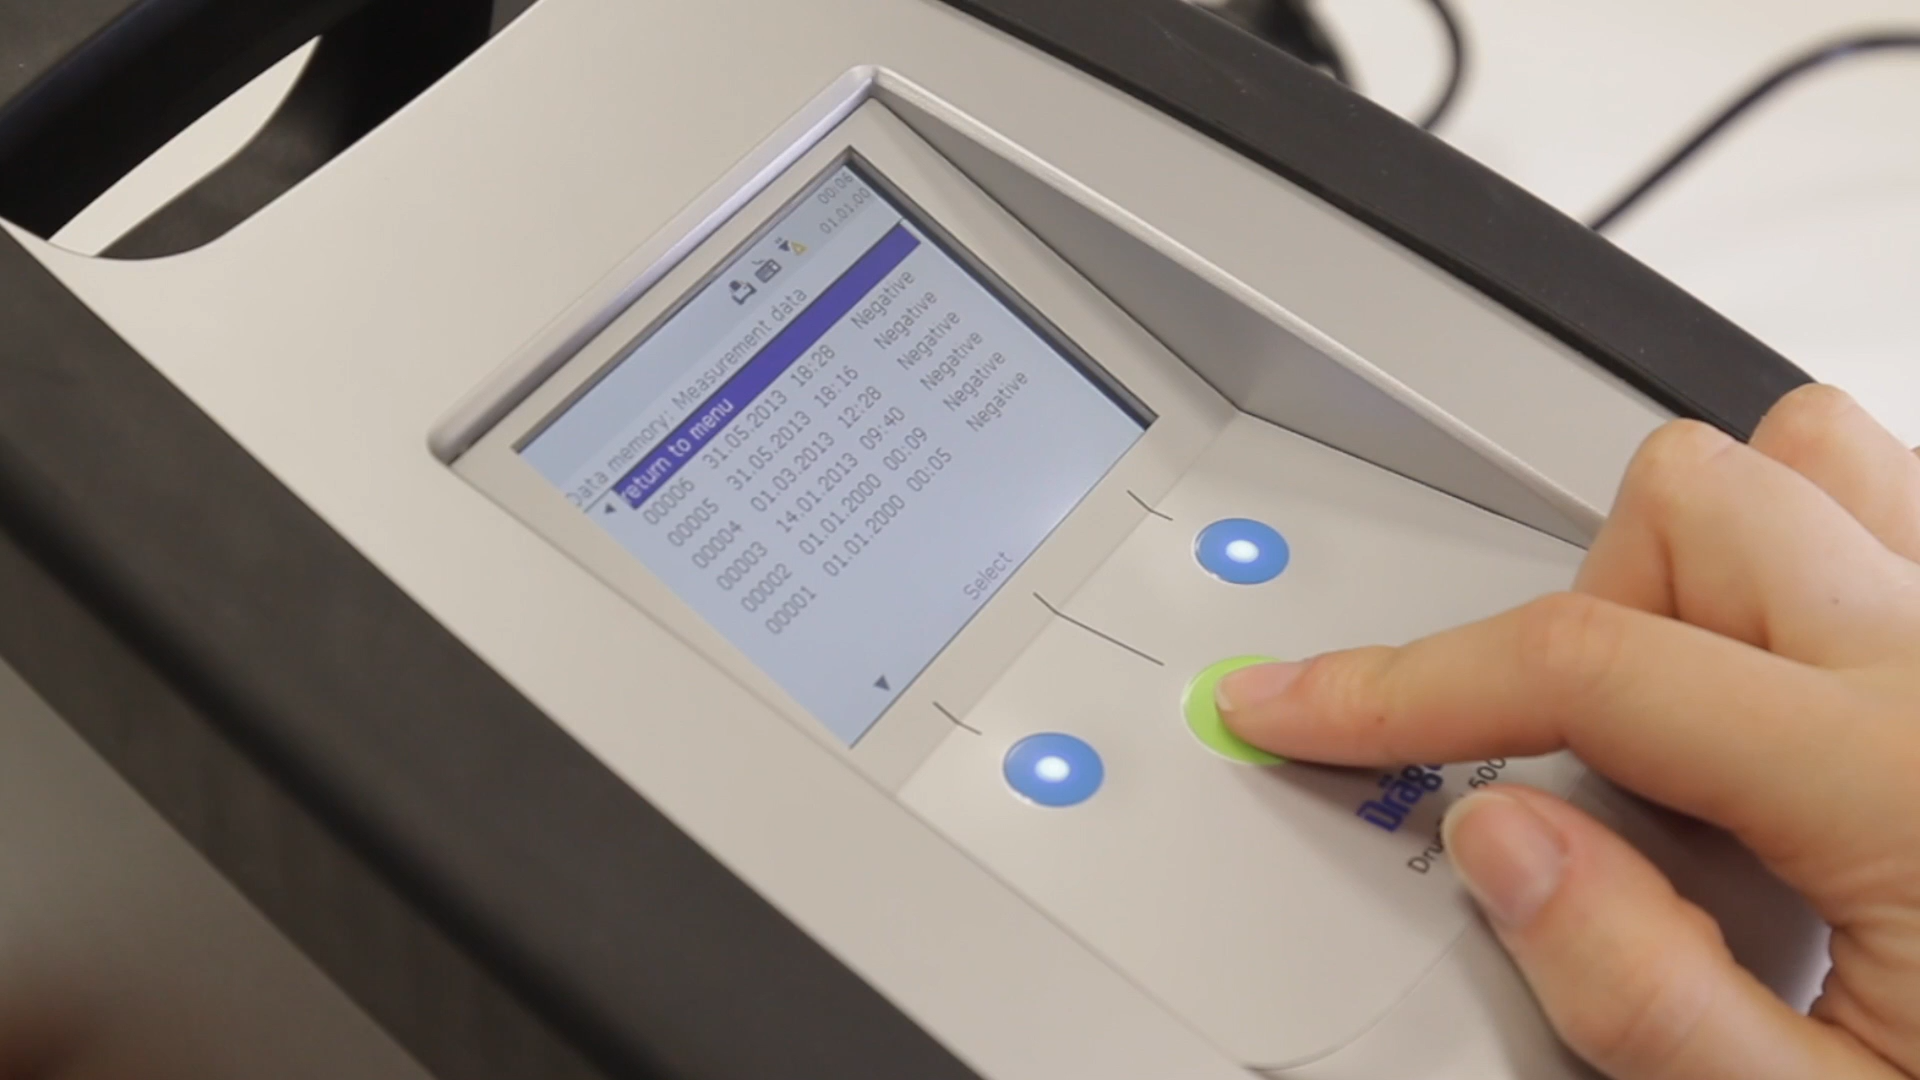 00:06
01.01.00
Data memory: Measurement data
return to menu
00006 31.05.2013 18:28 Negative
00005 31.05.2013 18:16 Negative
00004 01.03.2013 12:28 Negative
00003 14.01.2013 09:40 Negative
00002 01.01.2000 00:09 Negative
00001 01.01.2000 00:05 Negative
Select